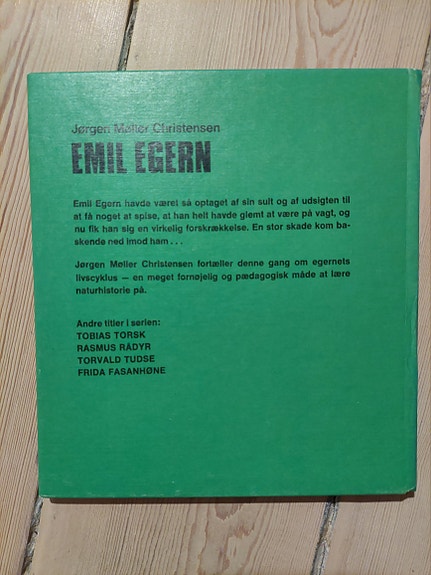 Jørgen Møller Christensen
EMIL EGERN
Emil Egern havde været så optaget af sin sult og af udsigten til
at få noget at spise, at han helt havde glemt at være på vagt, og
nu fik han sig en virkelig forskrækkelse. En stor skade kom ba-
skende ned imod ham . . .
Jørgen Møller Christensen fortæller denne gang om egernets
livscyklus — en meget fornøjelig og pædagogisk måde at lære
naturhistorie på.
Andre titler i serien:
TOBIAS TORSK
RASMUS RÅDYR
TORVALD TUDSE
FRIDA FASANHØNE